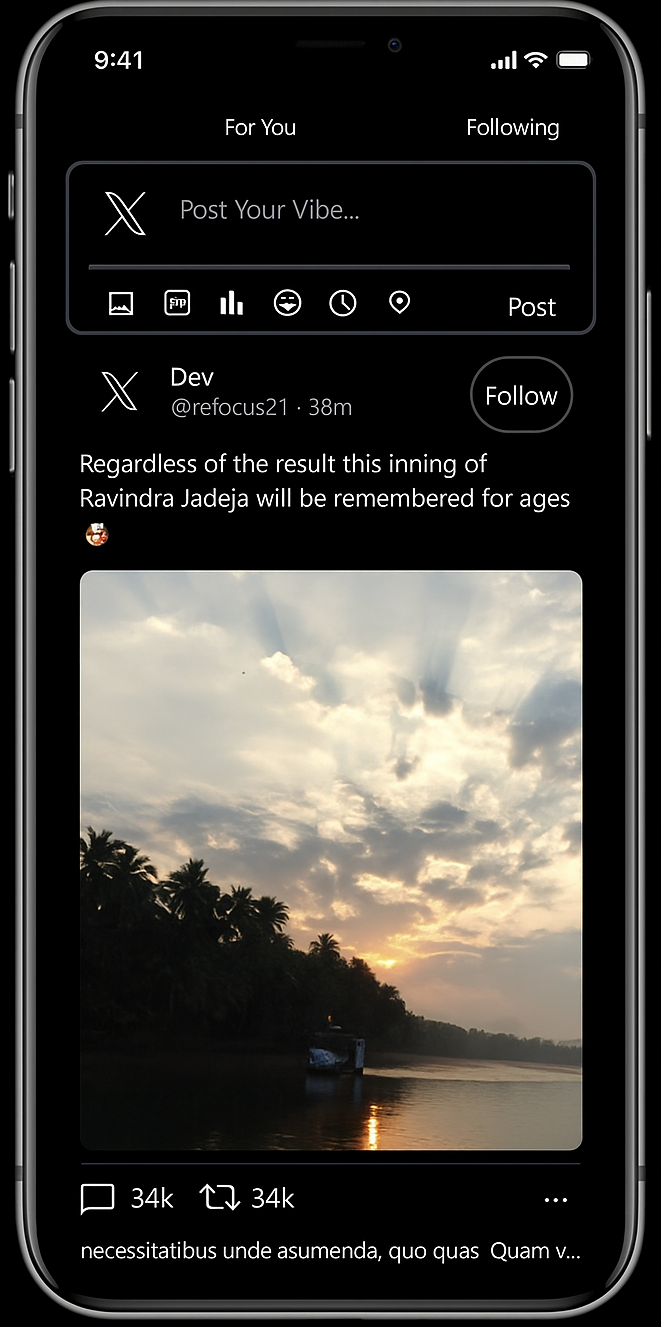 9:41
For You Following
Post Your Vibe...
Post
Dev
@refocus21 · 38m
Follow
Regardless of the result this inning of
Ravindra Jadeja will be remembered for ages
34k 34k
necessitatibus unde asumenda, quo quas Quam v...